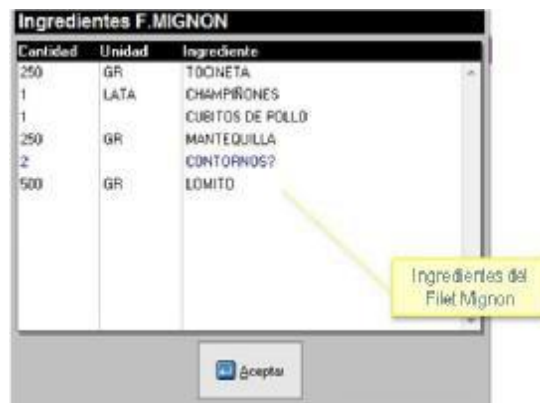 Ingredientes F.MIGNON
Cantidad Unidad Ingrediente
250 GR TOCINETA
1 LATA CHAMPIÑONES
1 CUBITOS DE POLLO
250 GR MANTEQUILLA
2 CONTORNOS?
500 GR LOMITO
Ingredientes del
Filet Mignon
Aceptar